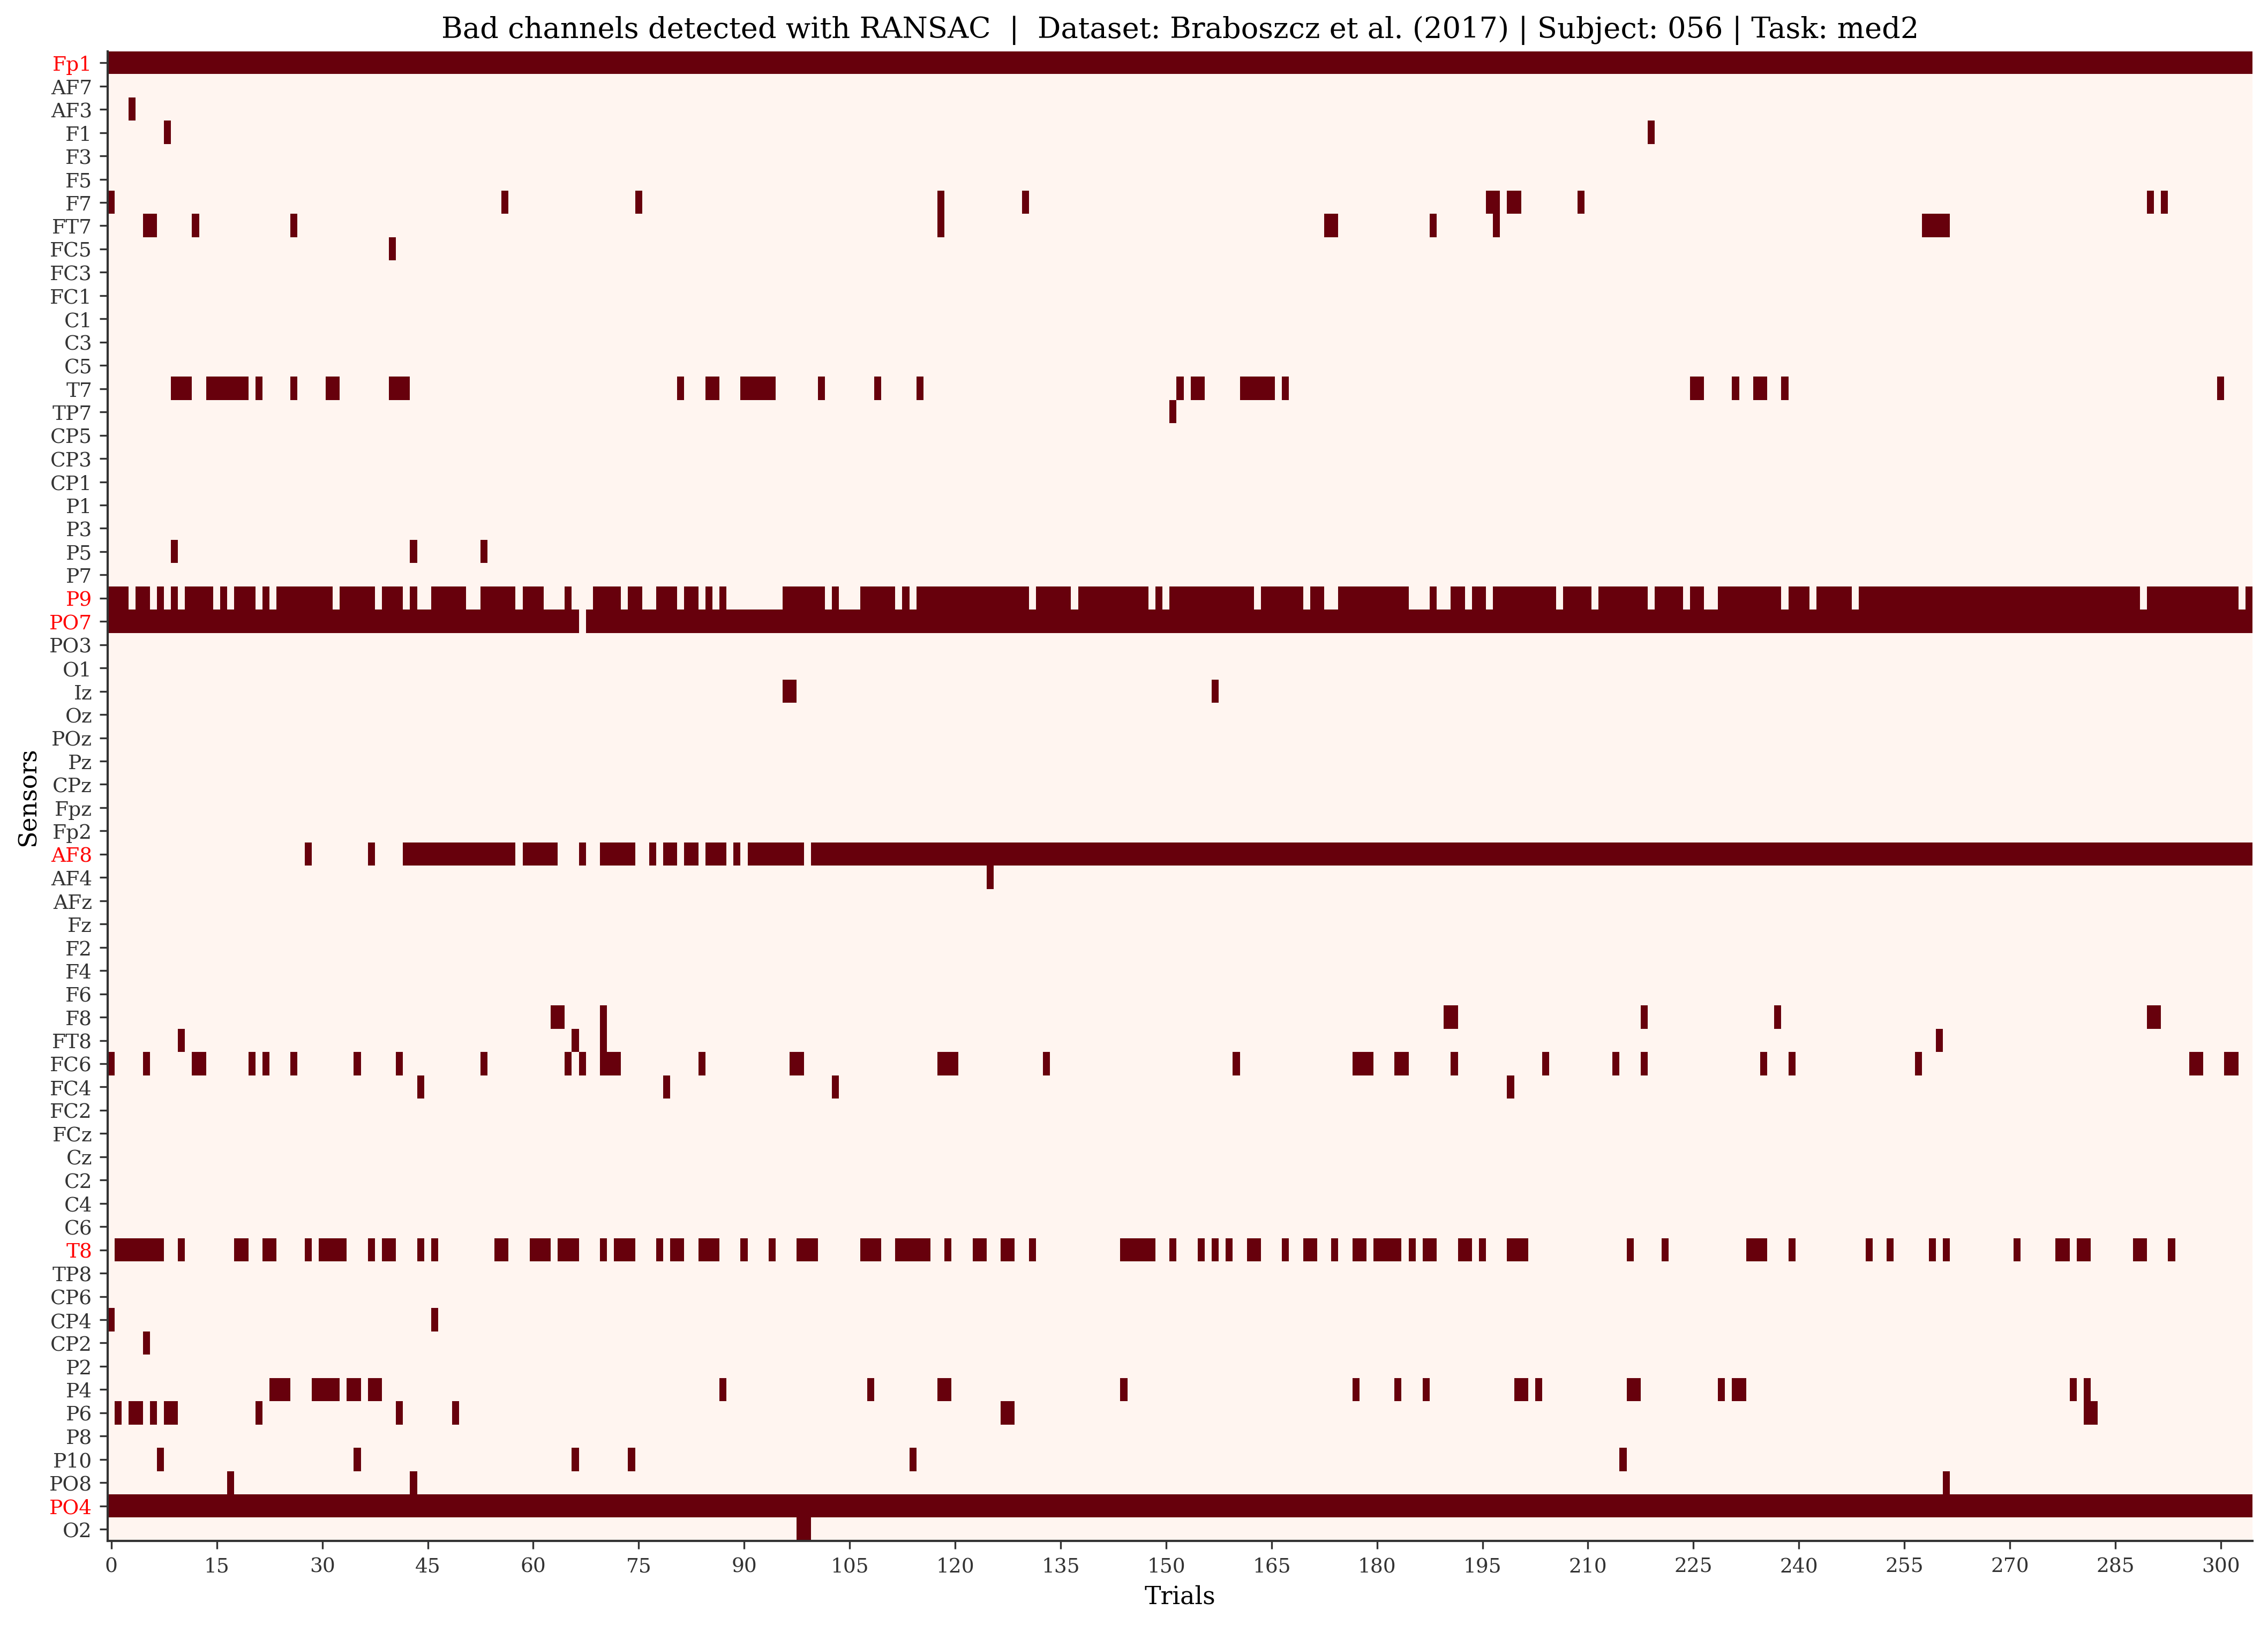 Bad channels detected with RANSAC | Dataset: Braboszcz et al. (2017) | Subject: 056 | Task: med2
Sensors
Fp1
AF7
AF3
F1
F3
F5
F7
FT7
FC5
FC3
FC1
C1
C3
C5
T7
TP7
CP5
CP3
CP1
P1
P3
P5
P7
P9
PO7
PO3
O1
Iz
Oz
POz
Pz
CPz
Fpz
Fp2
AF8
AF4
AFz
Fz
F2
F4
F6
F8
FT8
FC6
FC4
FC2
FCz
Cz
C2
C4
C6
T8
TP8
CP6
CP4
CP2
P2
P4
P6
P8
P10
PO8
PO4
O2
0 15 30 45 60 75 90 105 120 135 150 165 180 195 210 225 240 255 270 285 300
Trials